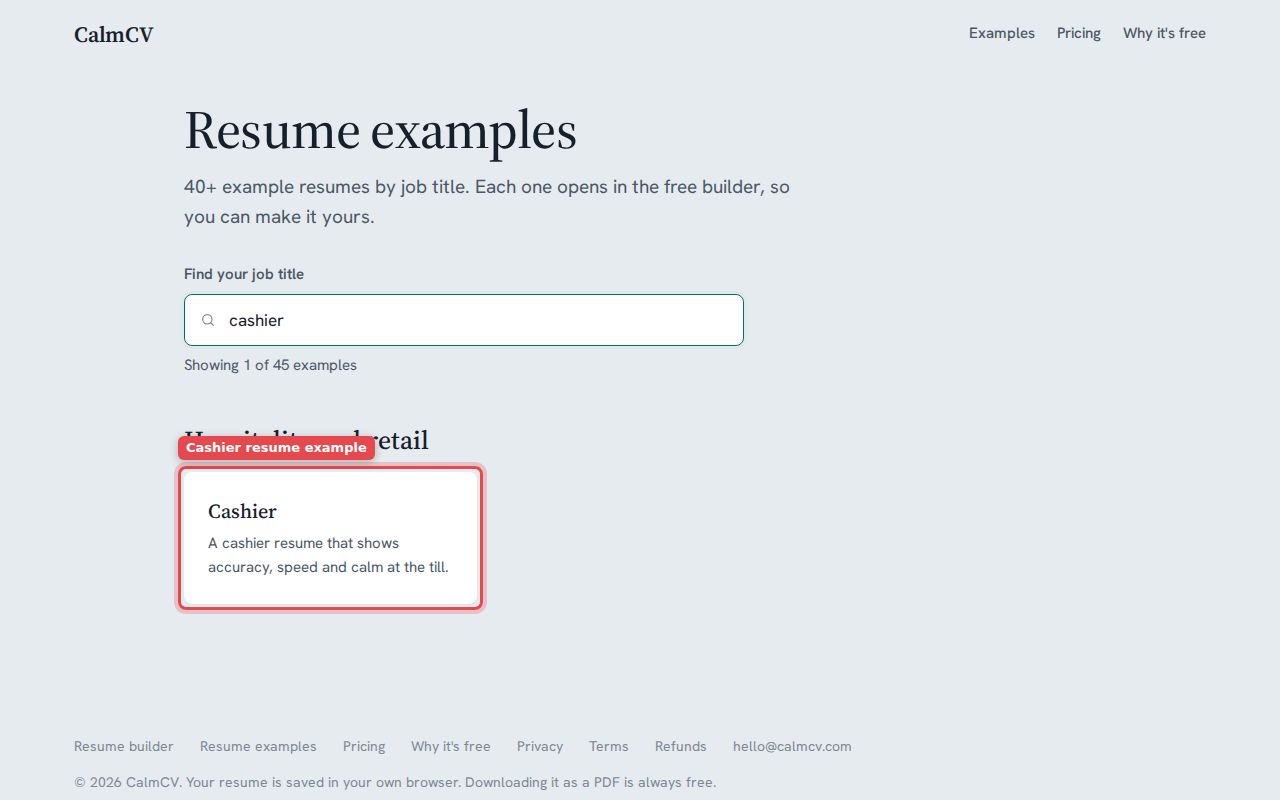 CalmCV
Examples Pricing Why it's free
Resume examples
40+ example resumes by job title. Each one opens in the free builder, so
you can make it yours.
Find your job title
cashier
Showing 1 of 45 examples
retail
Cashier resume example
Cashier
A cashier resume that shows
accuracy, speed and calm at the till.
Resume builder Resume examples Pricing Why it's free Privacy Terms Refunds hello@calmcv.com
© 2026 CalmCV. Your resume is saved in your own browser. Downloading it as a PDF is always free.